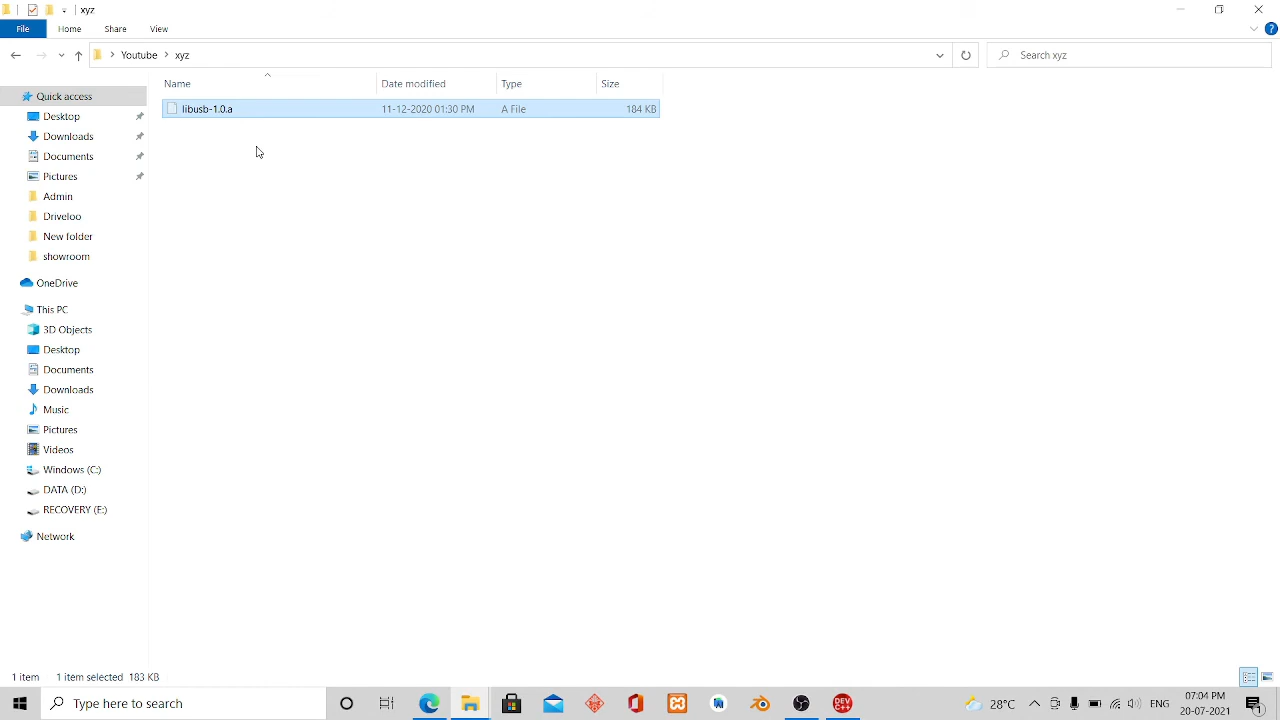 xyz
File Home Share View
Youtube xyz Search xyz
Name Date modified Type Size
libusb-1.0.a 11-12-2020 01:30 PM A File 184 KB
Quick access
Desktop
Downloads
Documents
Pictures
Admin
Driveloo
New folder
showroom
OneDrive
This PC
3D Objects
Desktop
Documents
Downloads
Music
Pictures
Videos
Windows (C:)
DATA (D:)
RECOVERY (E:)
Network
1 item 1 item selected 183 KB
Type here to search DEV C++ 28°C ENG 07:04 PM
20-07-2021 1